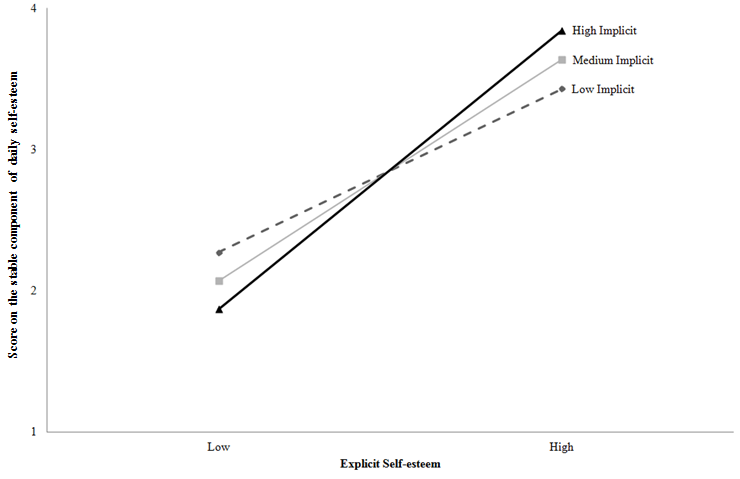 4
High Implicit
Medium Implicit
Low Implicit
3
Score on the stable component of daily self-esteem
2
1
Low
High
Explicit Self-esteem